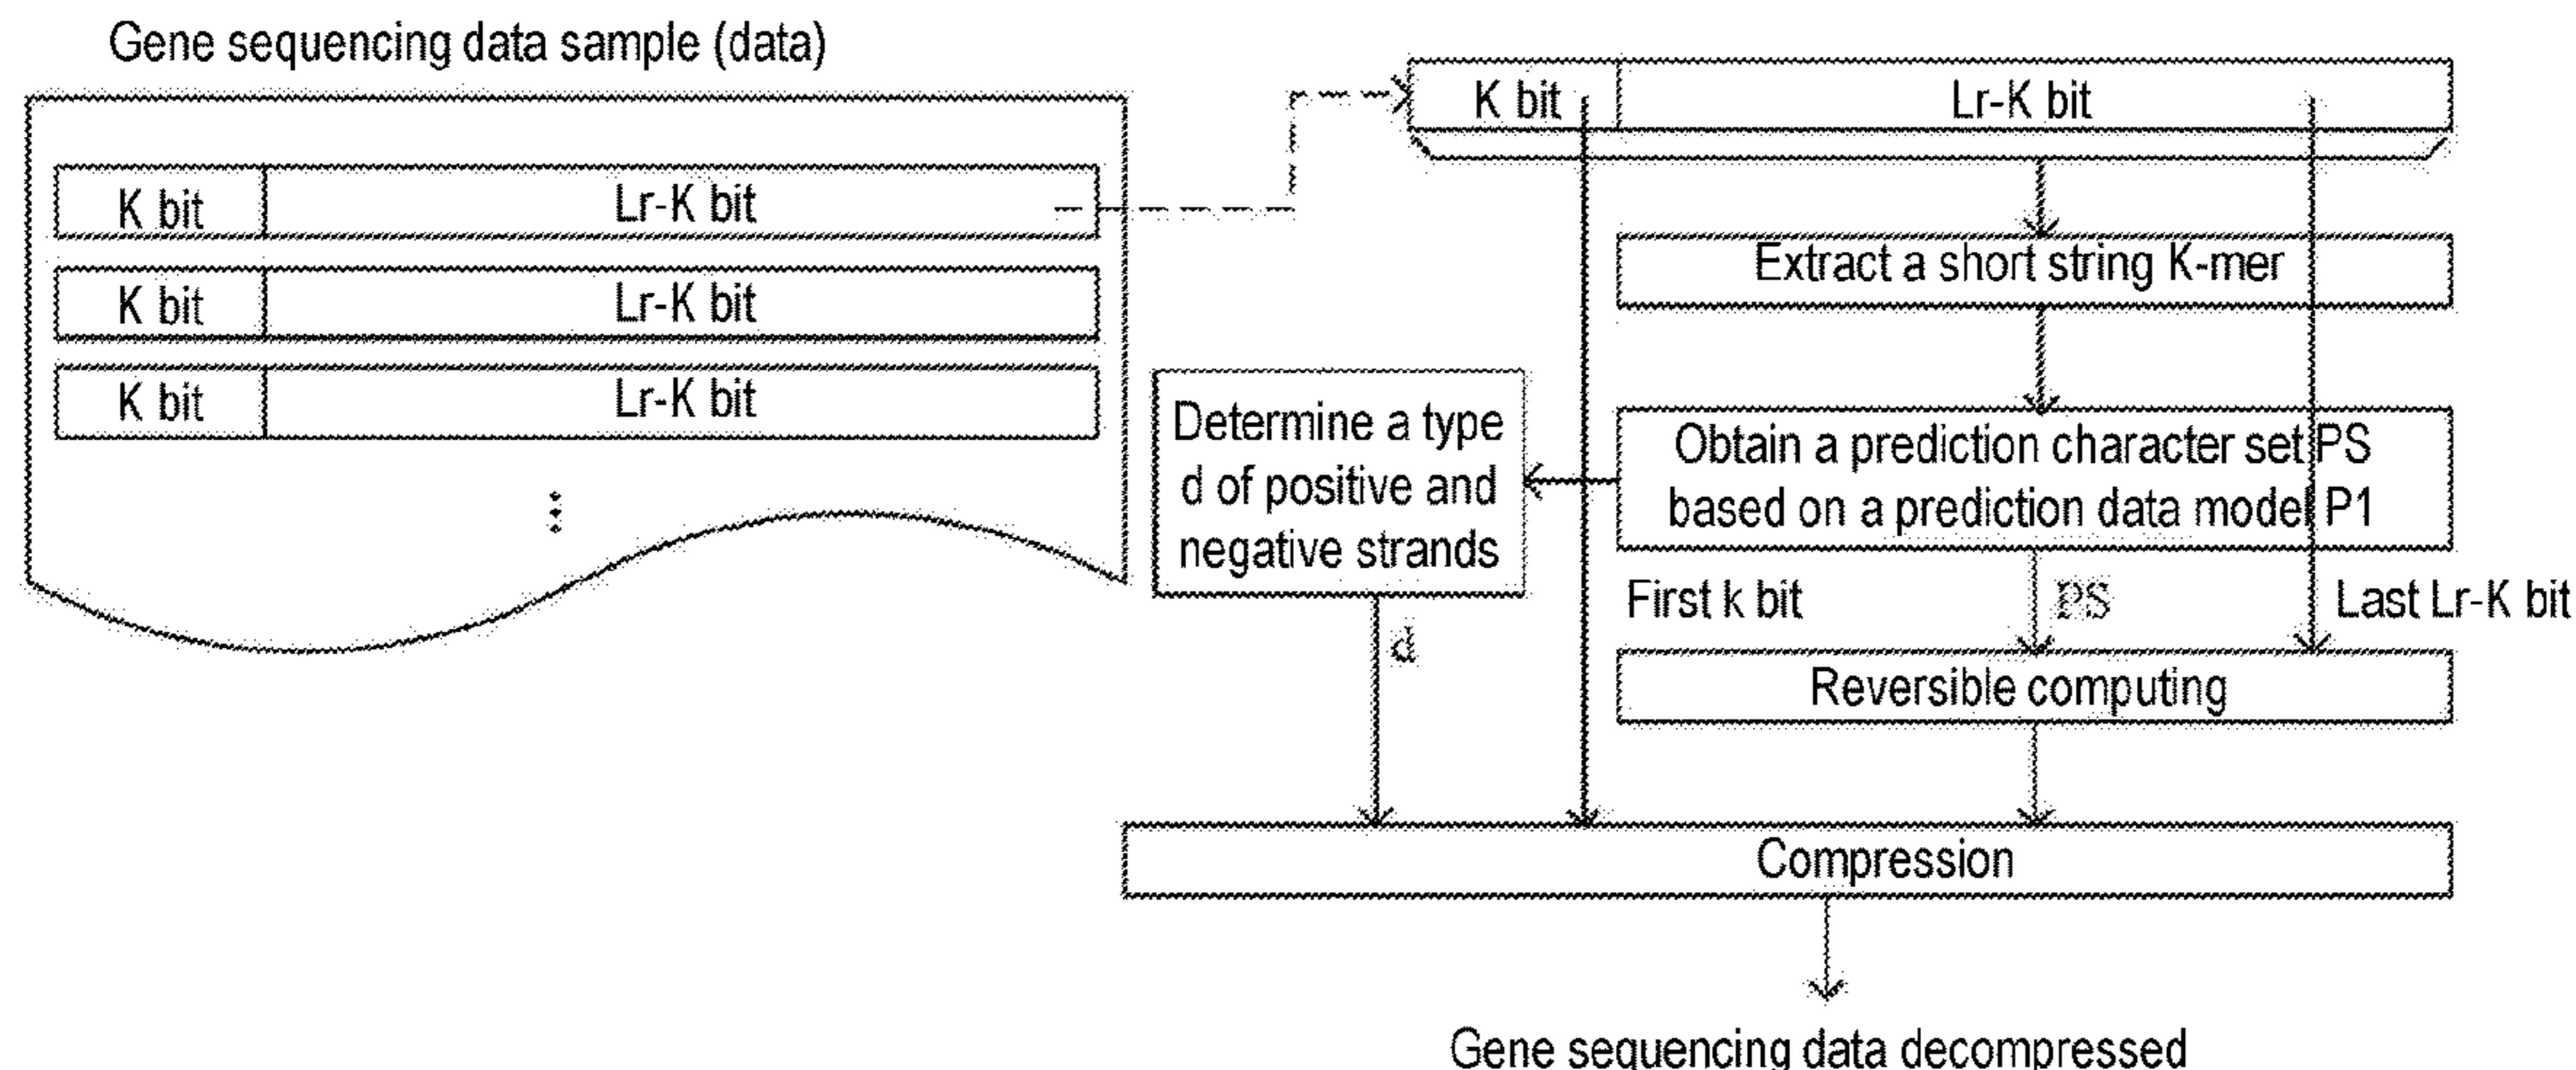 Gene sequencing data sample (data)
K bit
Lr-K bit
K bit
Lr-K bit
K bit
Lr-K bit
K bit
Lr-K bit
Extract a short string K-mer
Determine a type
d of positive and
negative strands
Obtain a prediction character set PS
based on a prediction data model P1
First k bit
PS
Last Lr-K bit
d
Reversible computing
Compression
Gene sequencing data decompressed